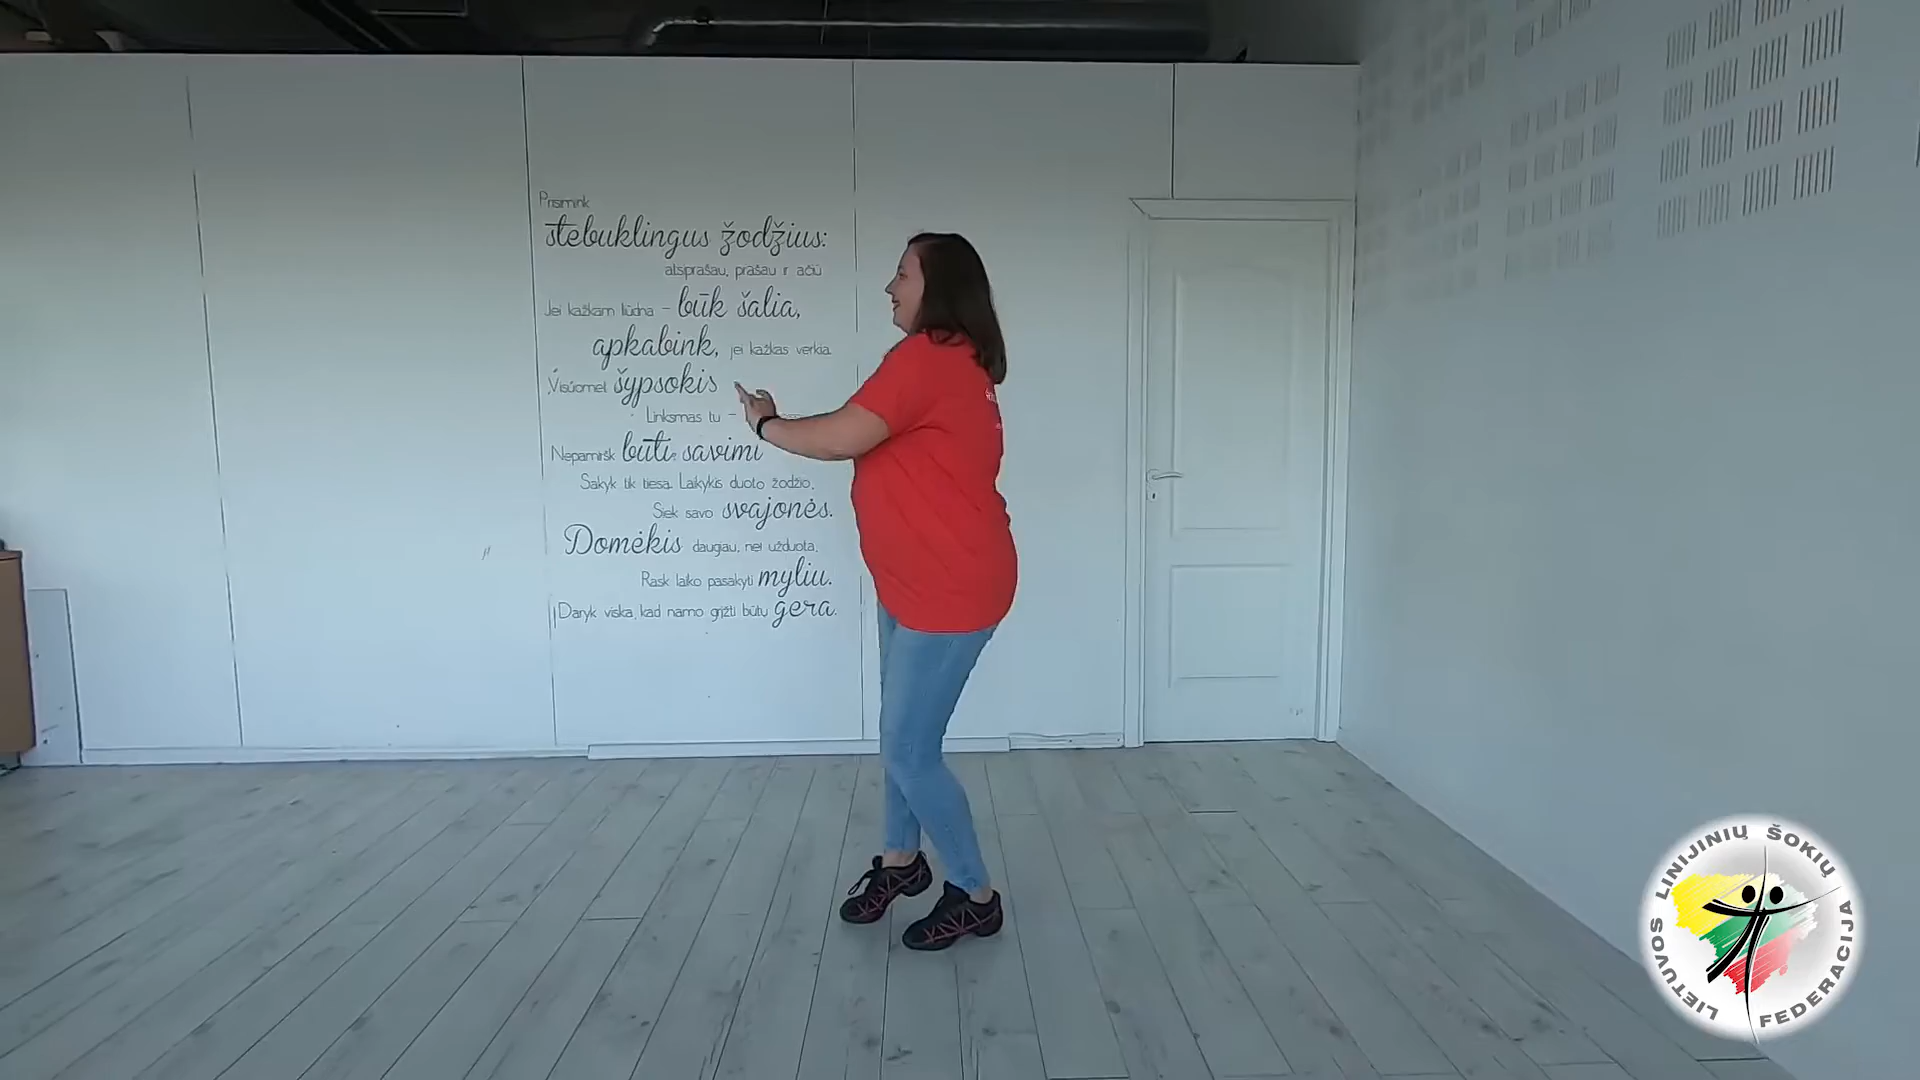 Prisimink
stebuklingus žodžius:
atsiprašau, prašau ir ačiū
Jei kažkam liūdna - būk šalia,
apkabink, jei kažkas verkia.
Visuomet šypsokis
Linksmas tu -
Nepamiršk būti savimi
Sakyk tik tiesą. Laikykis duoto žodžio,
Siek savo svajonės.
Domėkis daugiau, nei užduota,
Rask laiko pasakyti myliu.
Daryk viską, kad namo grįžti būtų gera.
LIETUVOS LINIJINIŲ ŠOKIŲ FEDERACIJA